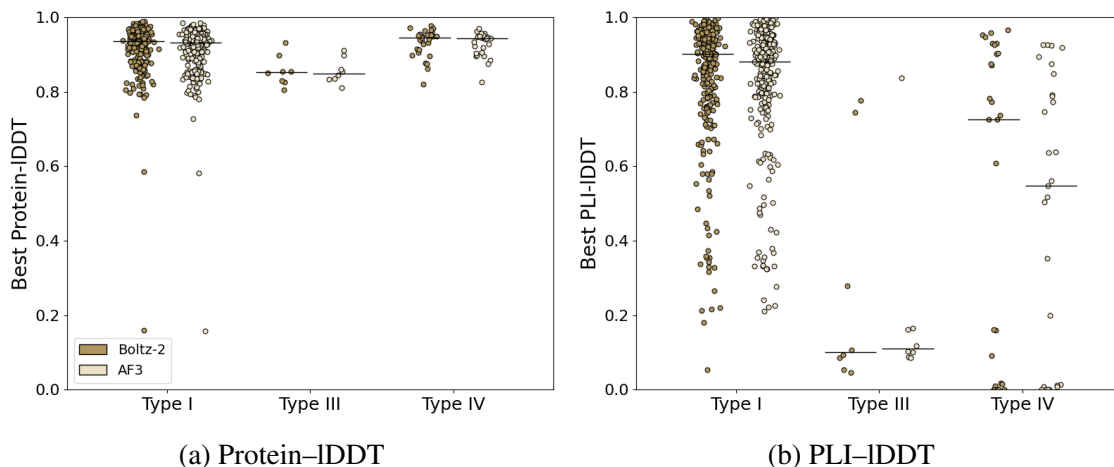 Best Protein-lDDT
1.0
0.8
0.6
0.4
0.2
0.0
Boltz-2
AF3
Type I
Type III
Type IV
(a) Protein–lDDT
Best PLI-lDDT
1.0
0.8
0.6
0.4
0.2
0.0
Type I
Type III
Type IV
(b) PLI–lDDT